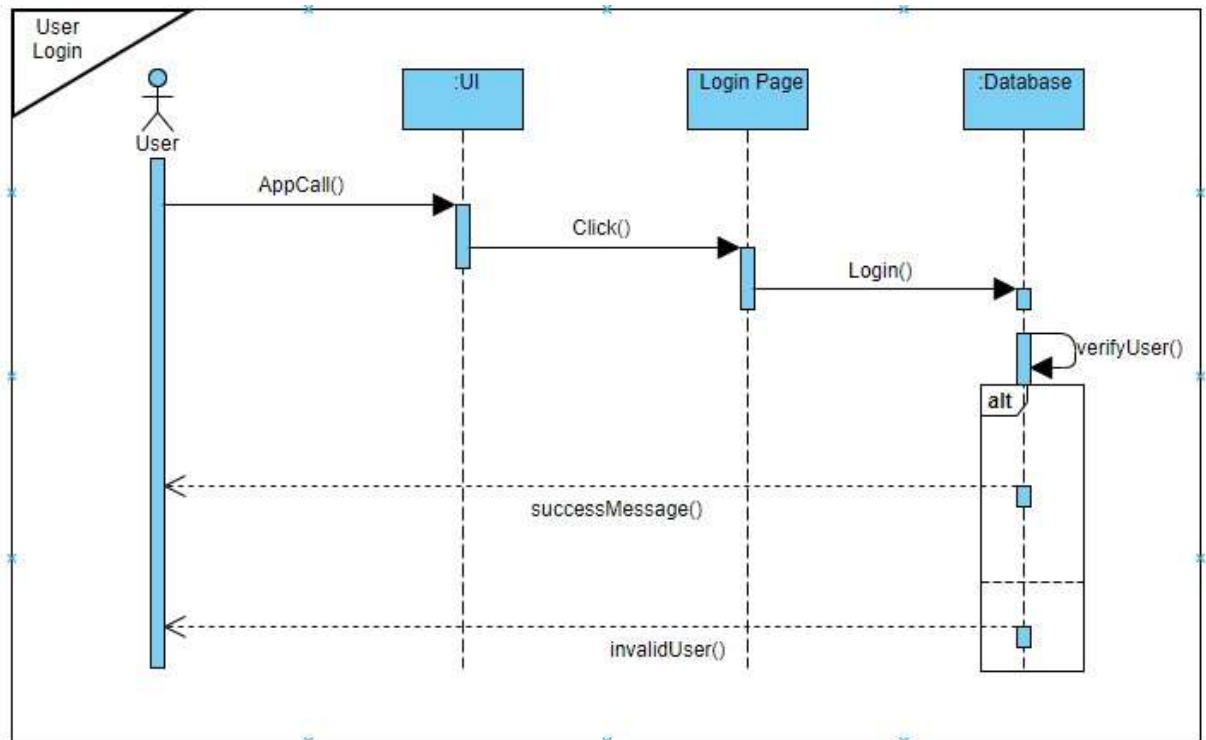 User
Login
:UI
Login Page
:Database
User
AppCall()
Click()
Login()
verifyUser()
alt
successMessage()
invalidUser()